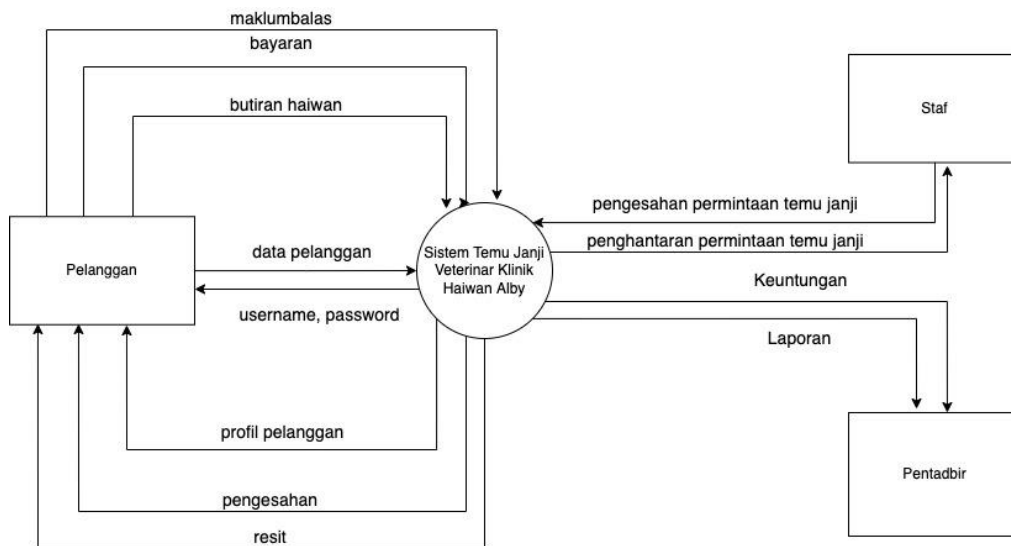 maklumbalas
bayaran
butiran haiwan
Staf
pengesahan permintaan temu janji
penghantaran permintaan temu janji
Pelanggan
data pelanggan
username, password
Sistem Temu Janji
Veterinar Klinik
Haiwan Alby
Keuntungan
Laporan
profil pelanggan
pengesahan
resit
Pentadbir